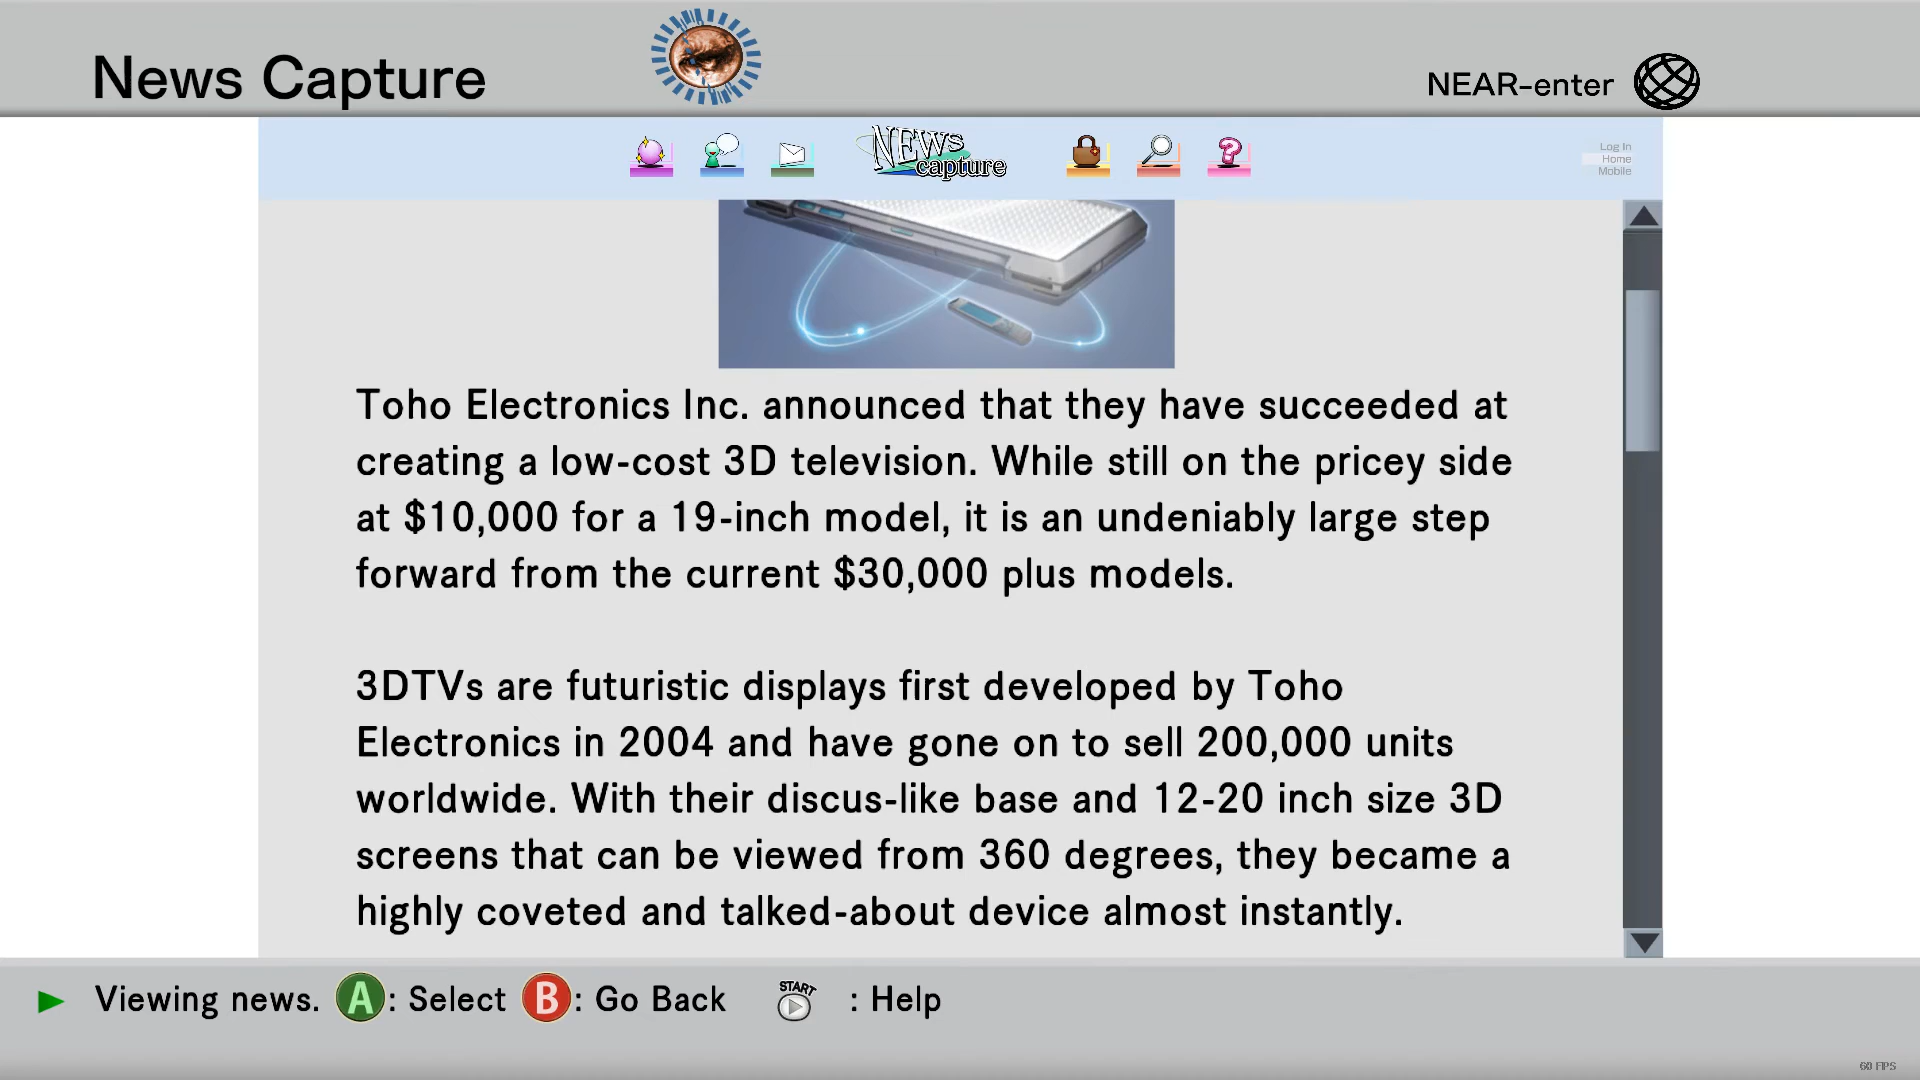 News Capture
NEAR-enter
NEWS
capture
Log In
Home
Mobile
Toho Electronics Inc. announced that they have succeeded at
creating a low-cost 3D television. While still on the pricey side
at $10,000 for a 19-inch model, it is an undeniably large step
forward from the current $30,000 plus models.
3DTVs are futuristic displays first developed by Toho
Electronics in 2004 and have gone on to sell 200,000 units
worldwide. With their discus-like base and 12-20 inch size 3D
screens that can be viewed from 360 degrees, they became a
highly coveted and talked-about device almost instantly.
Viewing news. A : Select B : Go Back START : Help
60 FPS